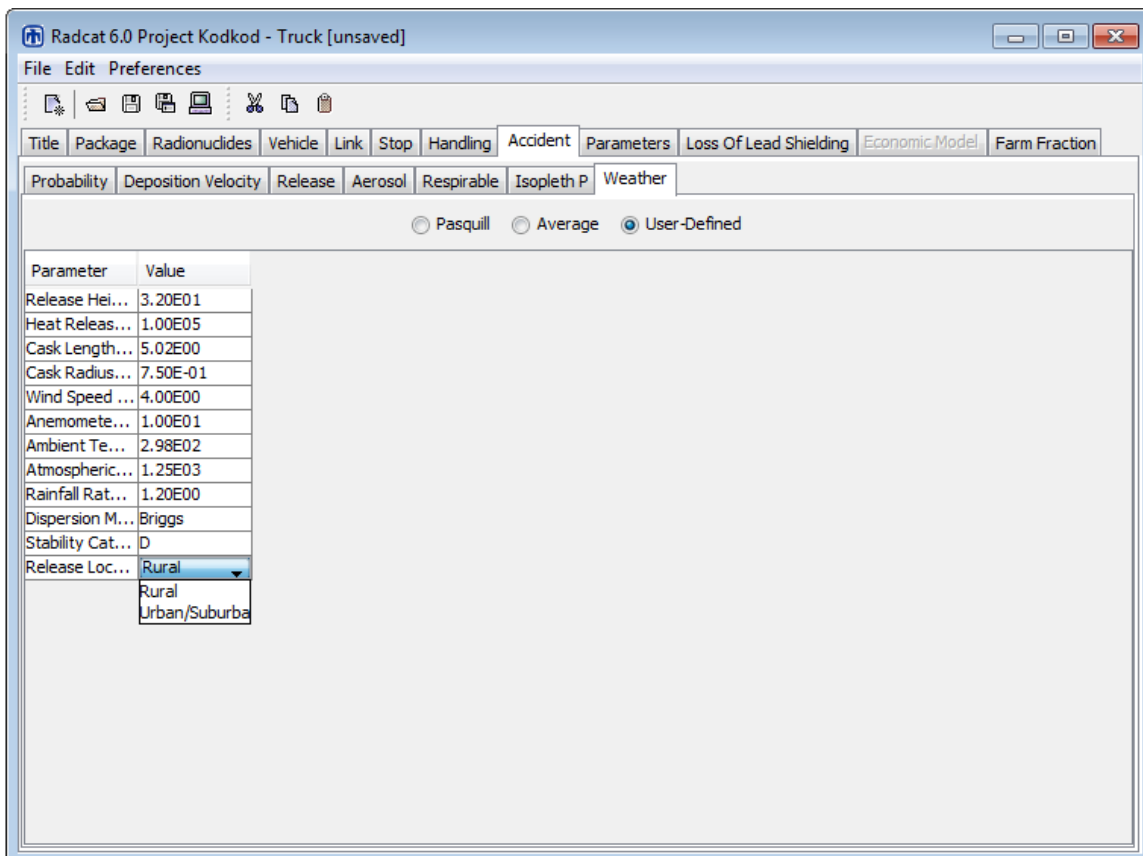 Radcat 6.0 Project Kodkod - Truck [unsaved]
File Edit Preferences
Title Package Radionuclides Vehicle Link Stop Handling Accident Parameters Loss Of Lead Shielding Economic Model Farm Fraction
Probability Deposition Velocity Release Aerosol Respirable Isopleth P Weather
Pasquill Average User-Defined
Parameter Value
Release Hei... 3.20E01
Heat Releas... 1.00E05
Cask Length... 5.02E00
Cask Radius... 7.50E-01
Wind Speed ... 4.00E00
Anemomete... 1.00E01
Ambient Te... 2.98E02
Atmospheric... 1.25E03
Rainfall Rat... 1.20E00
Dispersion M... Briggs
Stability Cat... D
Release Loc... Rural
Rural
Urban/Suburba